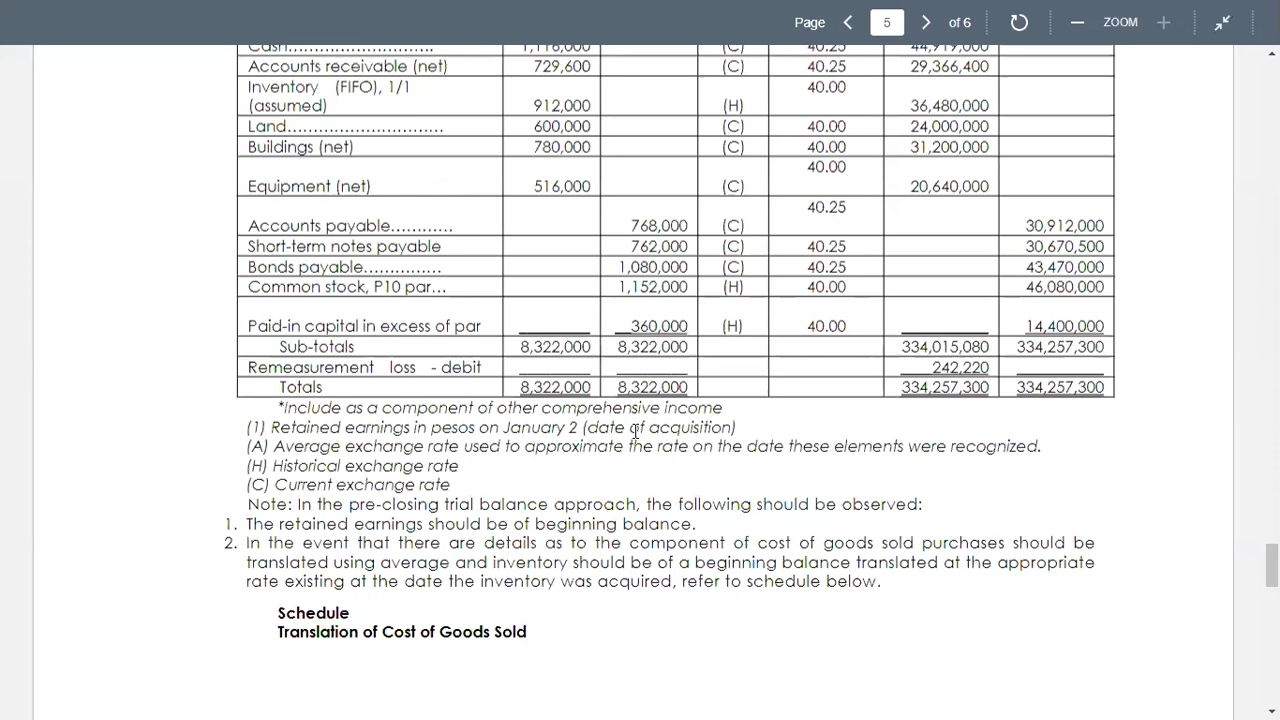 Page 5 of 6 ZOOM
Cash.............................. 1,116,000 (C) 40.25 44,919,000
Accounts receivable (net) 729,600 (C) 40.25 29,366,400
Inventory (FIFO), 1/1 40.00
(assumed) 912,000 (H) 36,480,000
Land.............................. 600,000 (C) 40.00 24,000,000
Buildings (net) 780,000 (C) 40.00 31,200,000
40.00
Equipment (net) 516,000 (C) 20,640,000
40.25
Accounts payable............ 768,000 (C) 30,912,000
Short-term notes payable 762,000 (C) 40.25 30,670,500
Bonds payable............... 1,080,000 (C) 40.25 43,470,000
Common stock, P10 par... 1,152,000 (H) 40.00 46,080,000
Paid-in capital in excess of par 360,000 (H) 40.00 14,400,000
Sub-totals 8,322,000 8,322,000 334,015,080 334,257,300
Remeasurement loss - debit 242,220
Totals 8,322,000 8,322,000 334,257,300 334,257,300
*Include as a component of other comprehensive income
(1) Retained earnings in pesos on January 2 (date of acquisition)
(A) Average exchange rate used to approximate the rate on the date these elements were recognized.
(H) Historical exchange rate
(C) Current exchange rate
Note: In the pre-closing trial balance approach, the following should be observed:
1. The retained earnings should be of beginning balance.
2. In the event that there are details as to the component of cost of goods sold purchases should be
translated using average and inventory should be of a beginning balance translated at the appropriate
rate existing at the date the inventory was acquired, refer to schedule below.
Schedule
Translation of Cost of Goods Sold